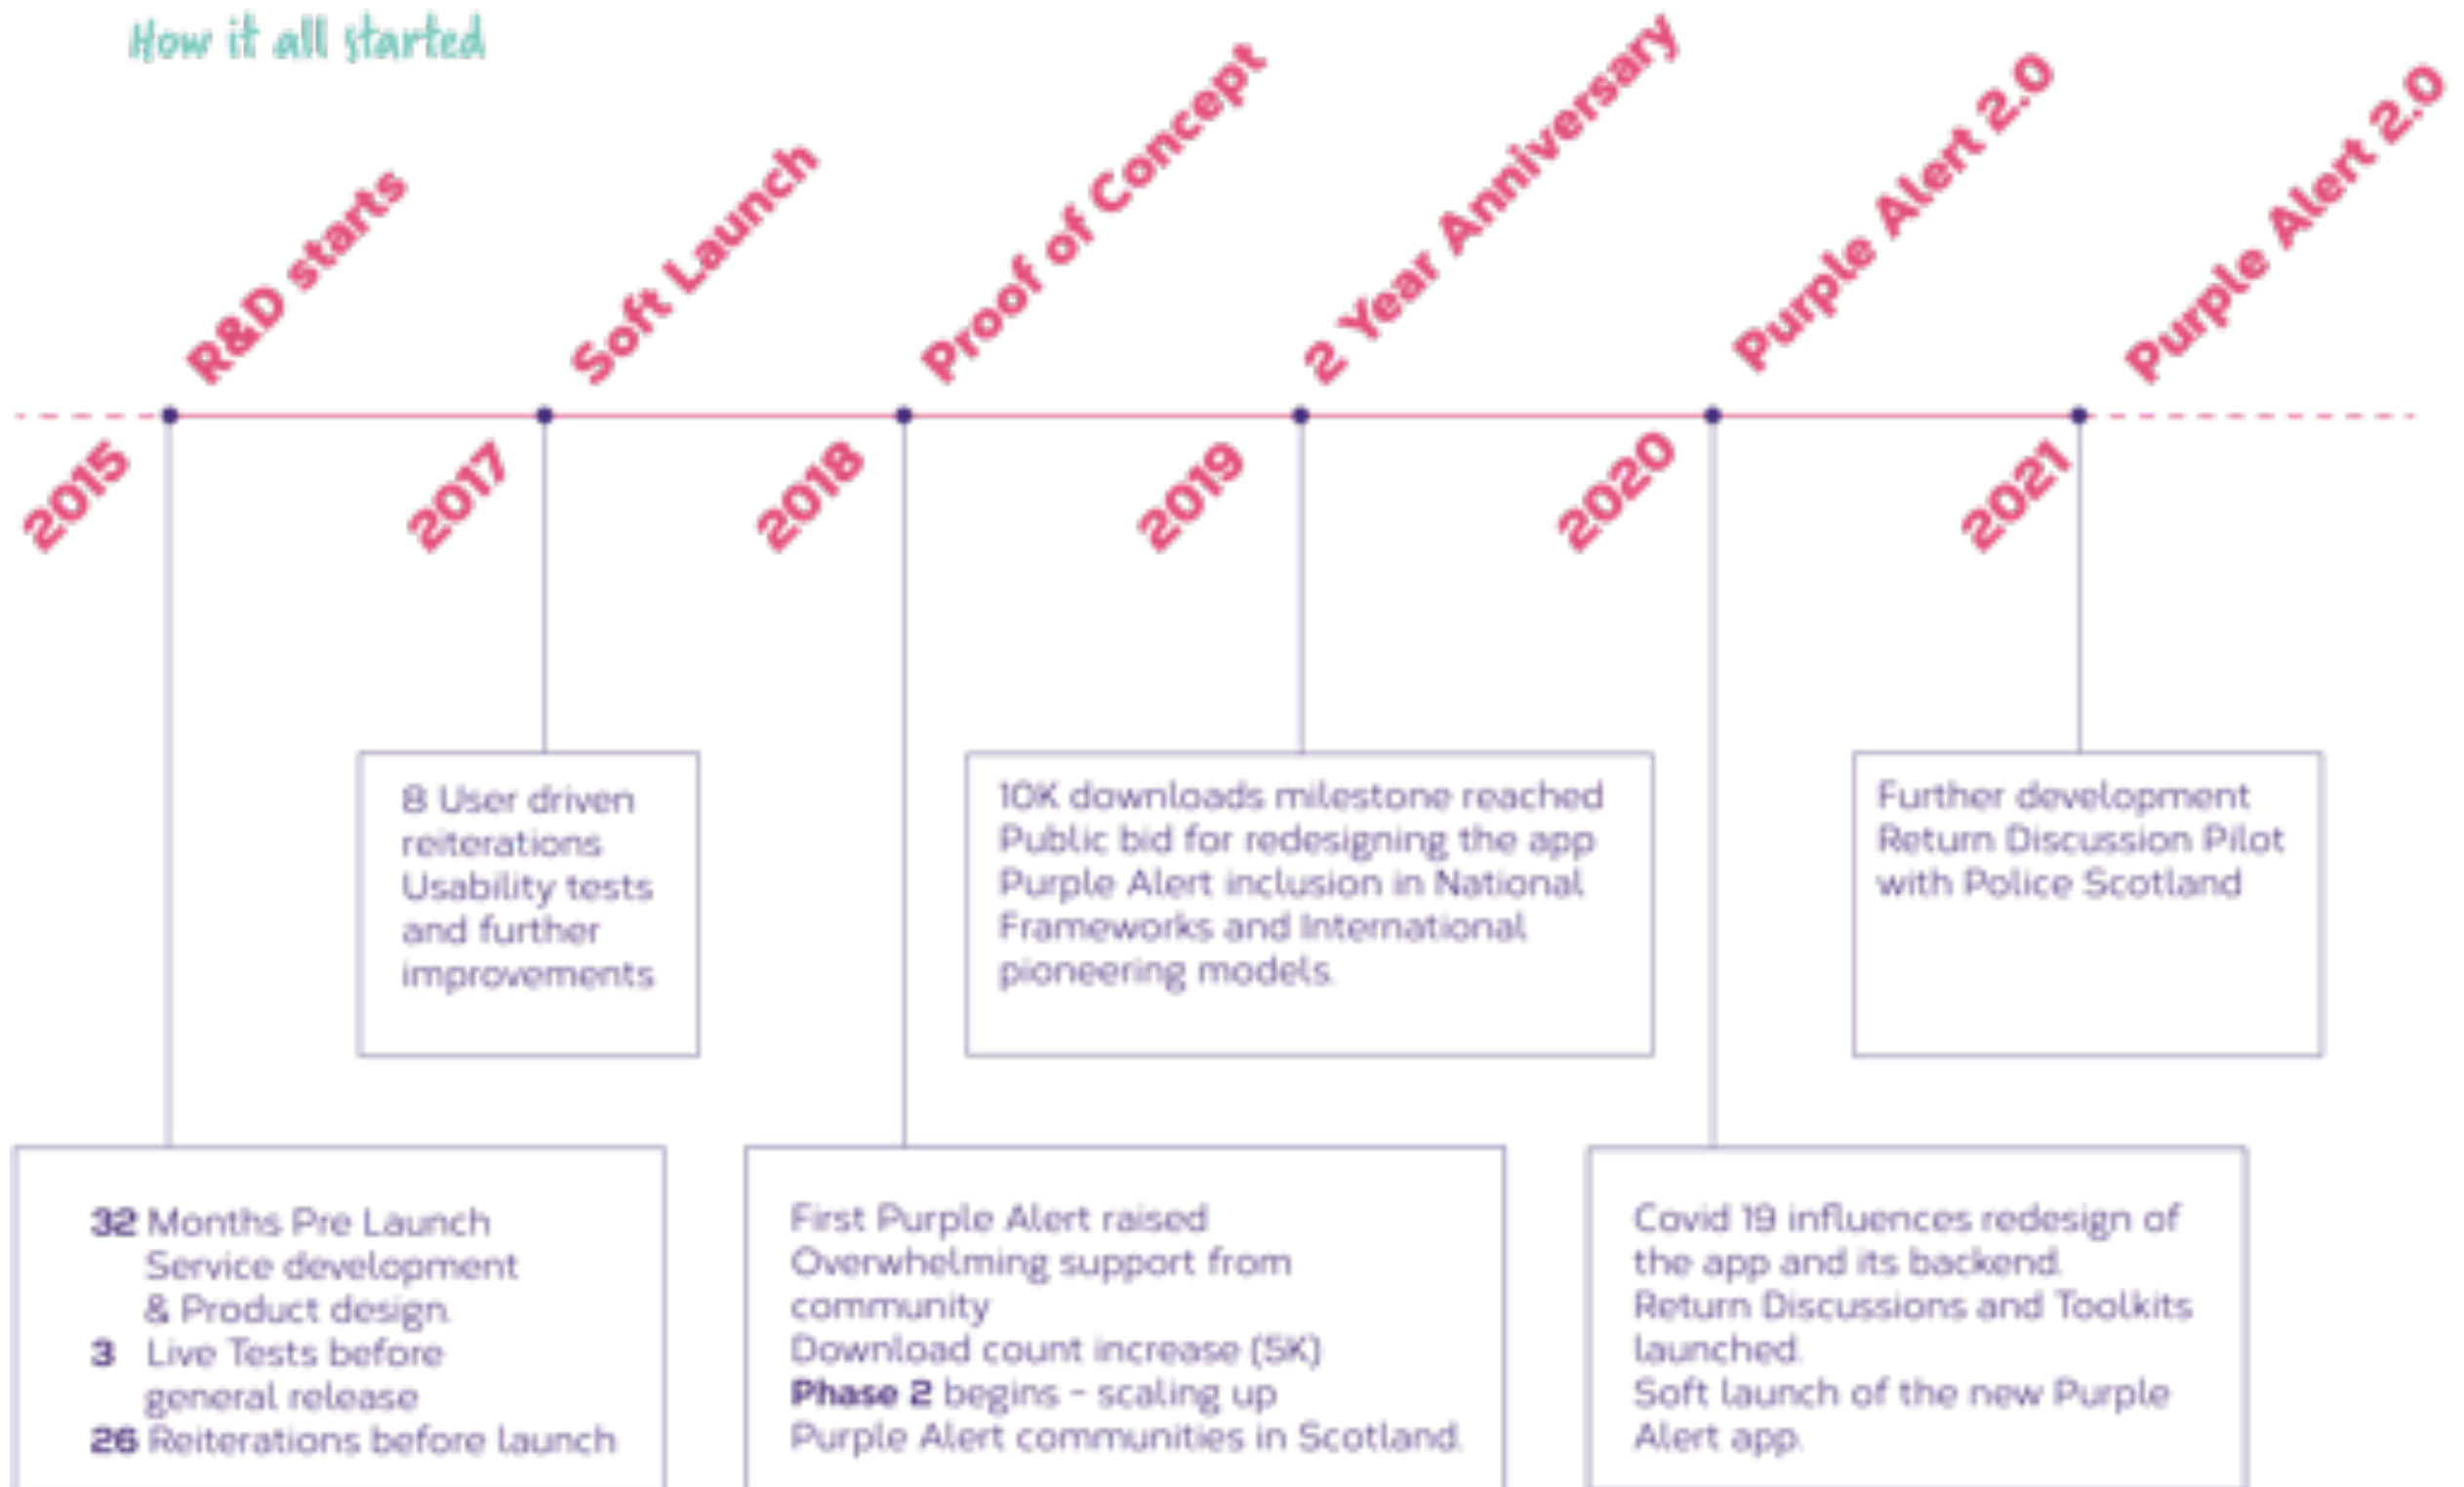 How it all started
R&D starts
Soft Launch
Proof of Concept
2 Year Anniversary
Purple Alert 2.0
Purple Alert 2.0
2015
2017
2018
2019
2020
2021
8 User driven
reiterations
Usability tests
and further
improvements
10K downloads milestone reached
Public bid for redesigning the app
Purple Alert inclusion in National
Frameworks and International
pioneering models.
Further development
Return Discussion Pilot
with Police Scotland
32 Months Pre Launch
Service development
& Product design.
3 Live Tests before
general release
26 Reiterations before launch
First Purple Alert raised
Overwhelming support from
community
Download count increase (5K)
Phase 2 begins - scaling up
Purple Alert communities in Scotland.
Covid 19 influences redesign of
the app and its backend.
Return Discussions and Toolkits
launched.
Soft launch of the new Purple
Alert app.